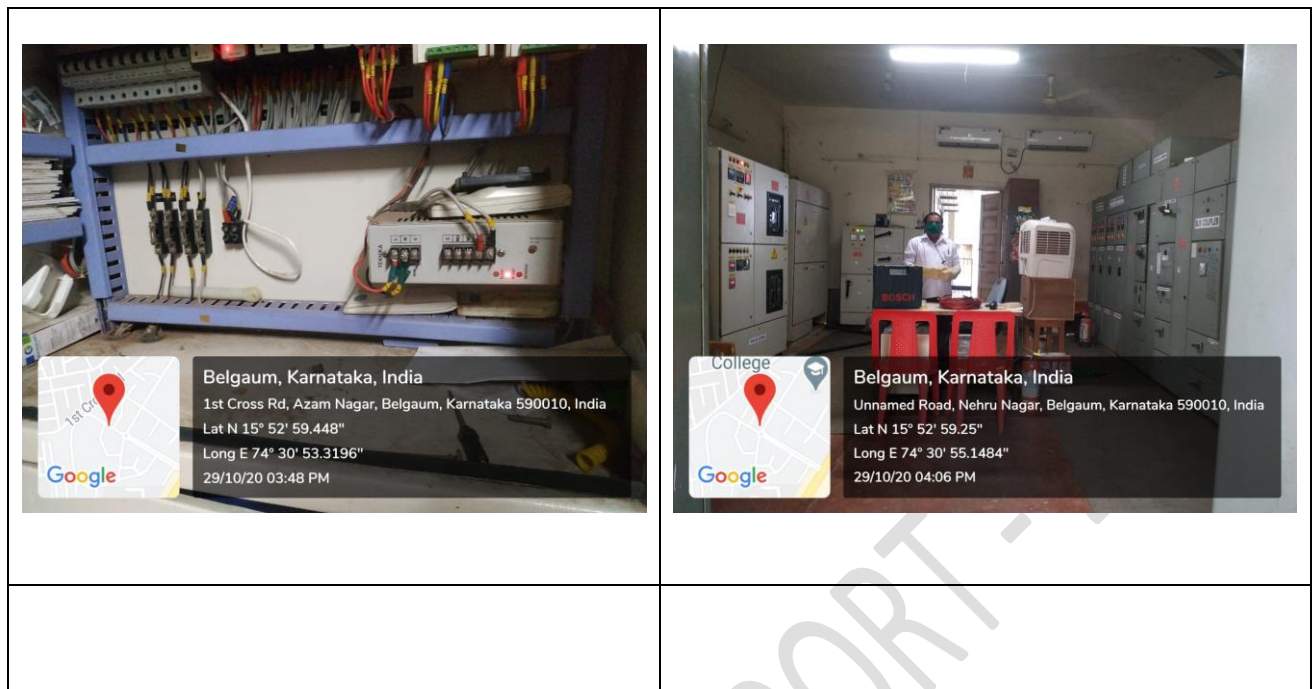 Belgaum, Karnataka, India
1st Cross Rd, Azam Nagar, Belgaum, Karnataka 590010, India
Lat N 15° 52' 59.448"
Long E 74° 30' 53.3196"
29/10/20 03:48 PM
Google
BOSCH
College
Belgaum, Karnataka, India
Unnamed Road, Nehru Nagar, Belgaum, Karnataka 590010, India
Lat N 15° 52' 59.25"
Long E 74° 30' 55.1484"
29/10/20 04:06 PM
Google